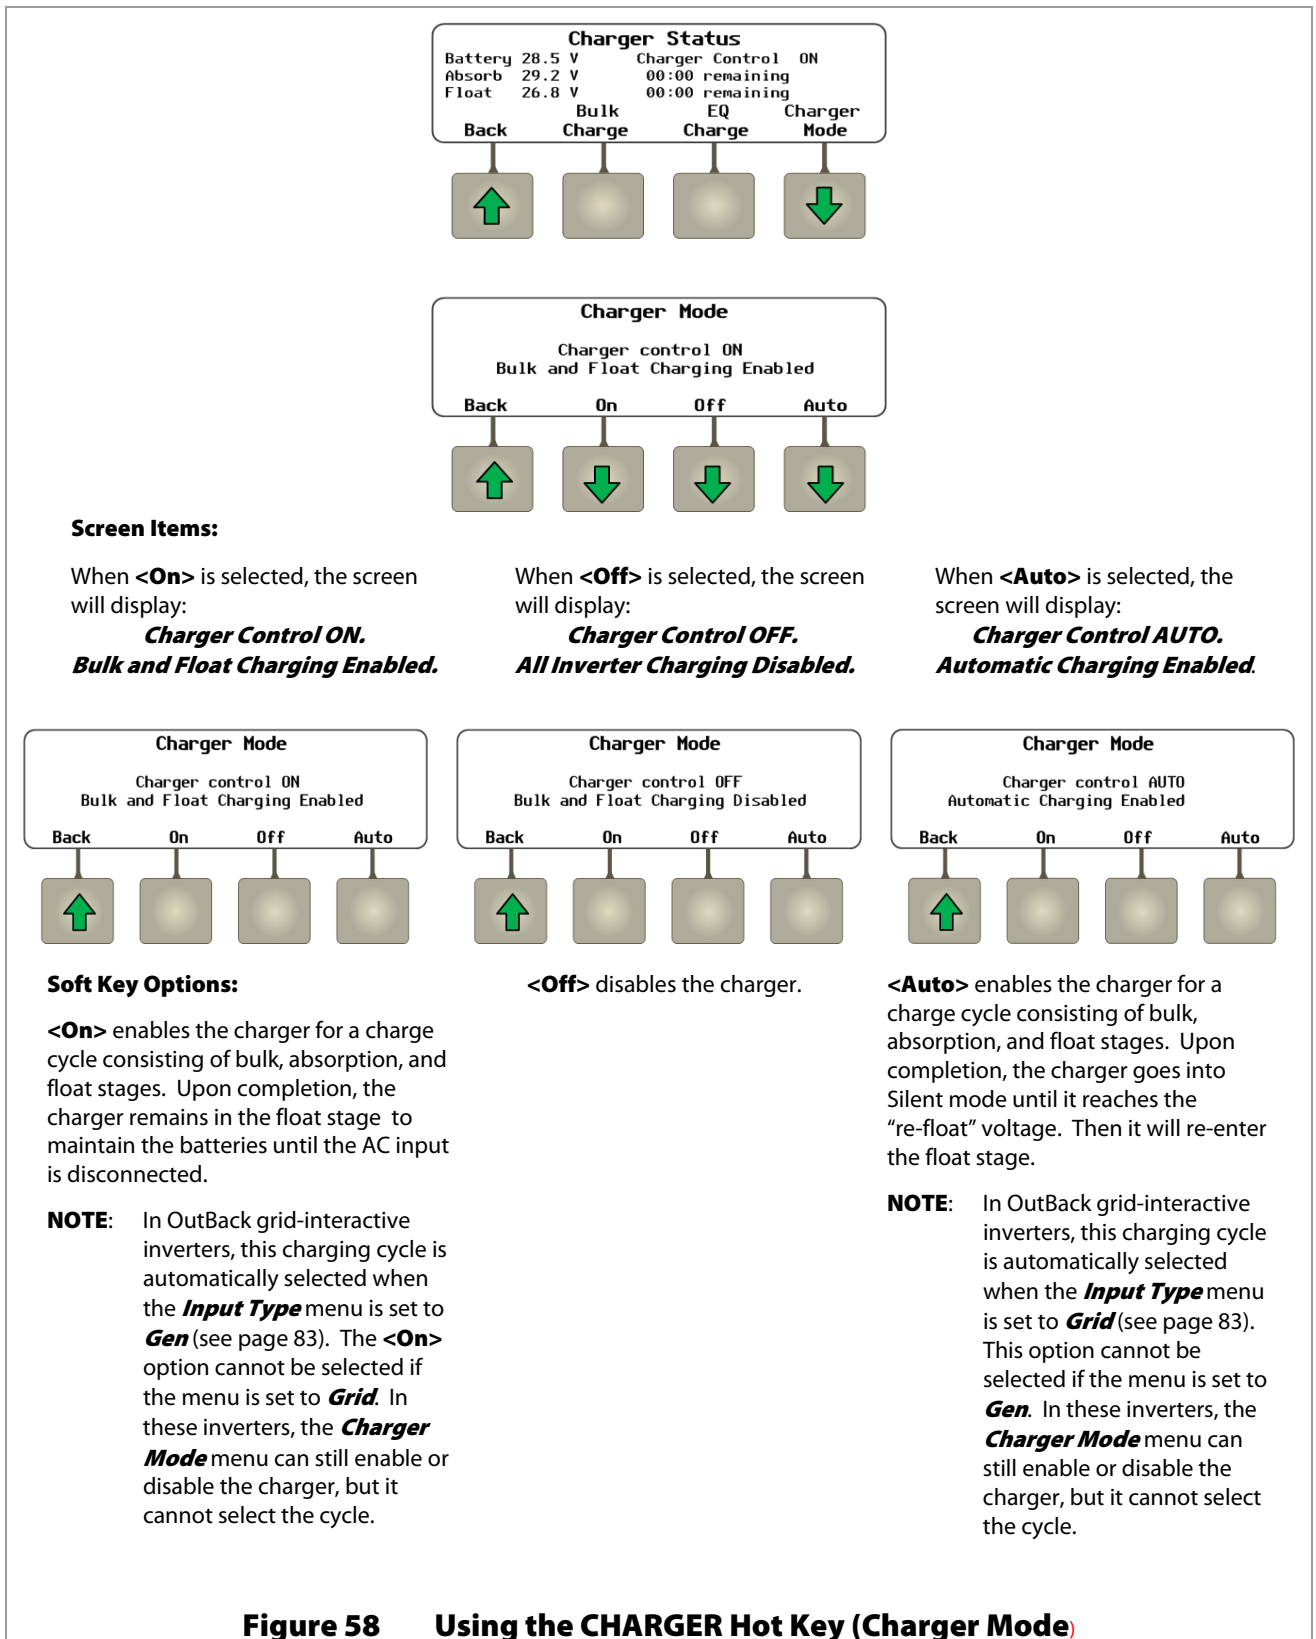 Charger Status
Battery 28.5 V Charger Control ON
Absorb 29.2 V 00:00 remaining
Float 26.8 V 00:00 remaining
Bulk EQ Charger
Back Charge Charge Mode
Charger Mode
Charger control ON
Bulk and Float Charging Enabled
Back On Off Auto
Screen Items:
When <On> is selected, the screen
will display:
Charger Control ON.
Bulk and Float Charging Enabled.
When <Off> is selected, the screen
will display:
Charger Control OFF.
All Inverter Charging Disabled.
When <Auto> is selected, the
screen will display:
Charger Control AUTO.
Automatic Charging Enabled.
Charger Mode
Charger control ON
Bulk and Float Charging Enabled
Back On Off Auto
Charger Mode
Charger control OFF
Bulk and Float Charging Disabled
Back On Off Auto
Charger Mode
Charger control AUTO
Automatic Charging Enabled
Back On Off Auto
Soft Key Options:
<On> enables the charger for a charge
cycle consisting of bulk, absorption, and
float stages. Upon completion, the
charger remains in the float stage to
maintain the batteries until the AC input
is disconnected.
NOTE: In OutBack grid-interactive
inverters, this charging cycle is
automatically selected when
the Input Type menu is set to
Gen (see page 83). The <On>
option cannot be selected if
the menu is set to Grid. In
these inverters, the Charger
Mode menu can still enable or
disable the charger, but it
cannot select the cycle.
<Off> disables the charger.
<Auto> enables the charger for a
charge cycle consisting of bulk,
absorption, and float stages. Upon
completion, the charger goes into
Silent mode until it reaches the
“re-float” voltage. Then it will re-enter
the float stage.
NOTE: In OutBack grid-interactive
inverters, this charging cycle
is automatically selected
when the Input Type menu
is set to Grid (see page 83).
This option cannot be
selected if the menu is set to
Gen. In these inverters, the
Charger Mode menu can
still enable or disable the
charger, but it cannot select
the cycle.
Figure 58 Using the CHARGER Hot Key (Charger Mode)